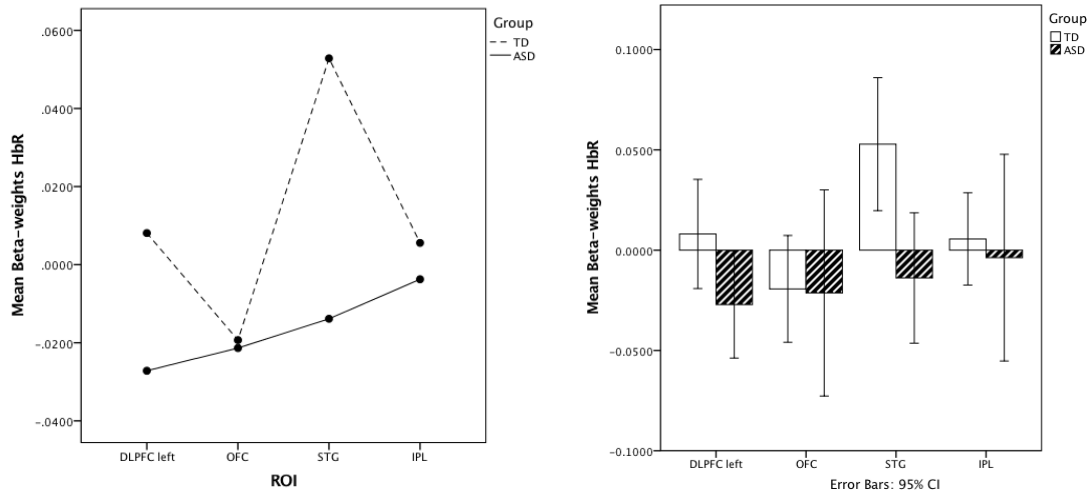 Mean Beta-weights HbR
.0600
.0400
.0200
.0000
-.0200
-.0400
DLPFC left OFC STG IPL
ROI
Group
TD
ASD
Mean Beta-weights HbR
0.1000
0.0500
0.0000
-0.0500
-0.1000
DLPFC left OFC STG IPL
Error Bars: 95% CI
Group
TD
ASD